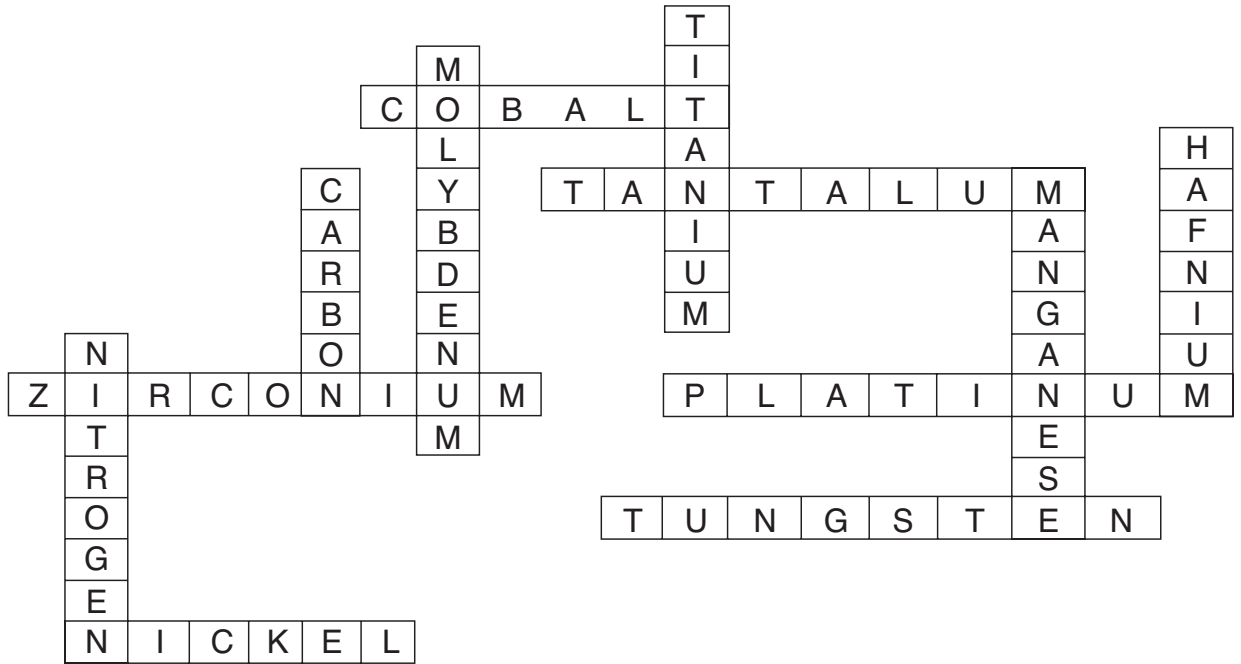 TITANIUM
MOLYBDENUM
COBALT
HAFNIUM
CARBON
TANTALUM
MANGANESE
NITROGEN
ZIRCONIUM
PLATINUM
TUNGSTEN
NICKEL